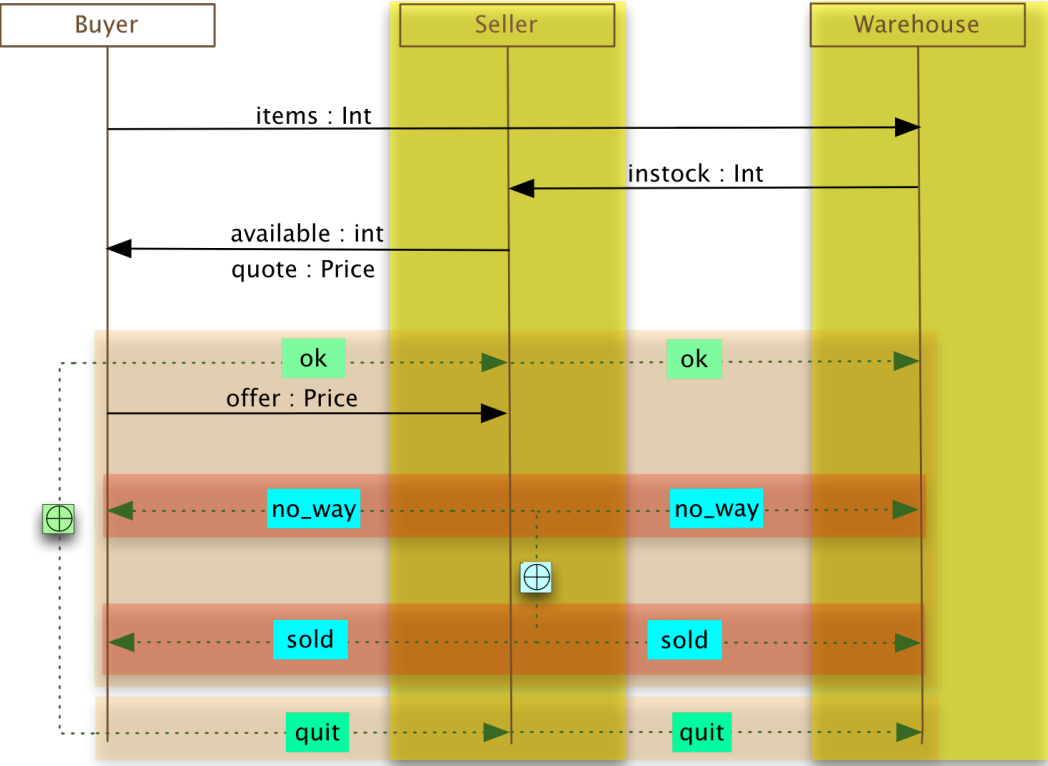 Buyer
Seller
Warehouse
items : Int
instock : Int
available : int
quote : Price
ok
ok
offer : Price
no_way
no_way
sold
sold
quit
quit